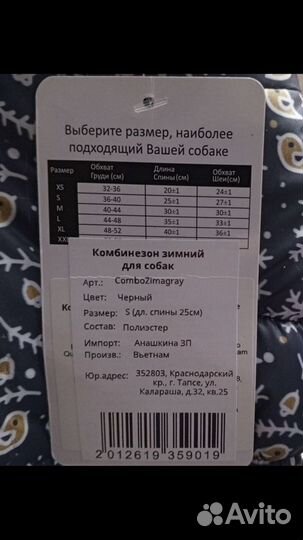 Выберите размер, наиболее
подходящий Вашей собаке
Размер Обхват Груди (см) Длина Спины (см) Обхват Шеи (см)
XS 32-36 20±1 24±1
S 36-40 25±1 27±1
M 40-44 30±1 30±1
L 44-48 35±1 33±1
XL 48-52 40±1 36±1
XXL
Комбинезон зимний
для собак
Арт.: ComboZimagray
Цвет: Черный
Размер: S (дл. спины 25см)
Состав: Полиэстер
Импорт: Анашкина ЗП
Произв.: Вьетнам
Юр.адрес: 352803, Краснодарский
кр., г. Тапсе, ул.
Калараша, д.32, кв.25
2 012619 359019
Avito